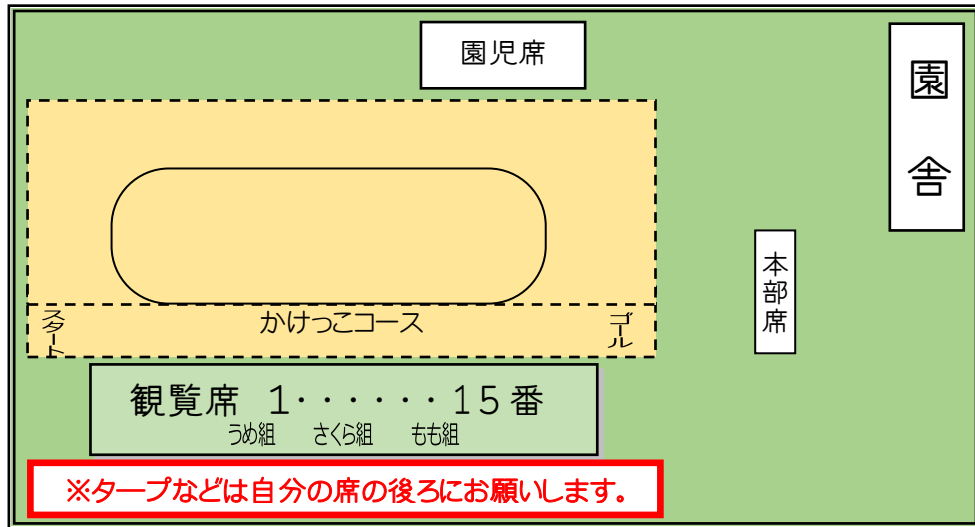 園児席
園舎
本部席
スタート
かけっこコース
ゴール
観覧席 1・・・・・・15番
うめ組 さくら組 もも組
※タープなどは自分の席の後ろにお願いします。